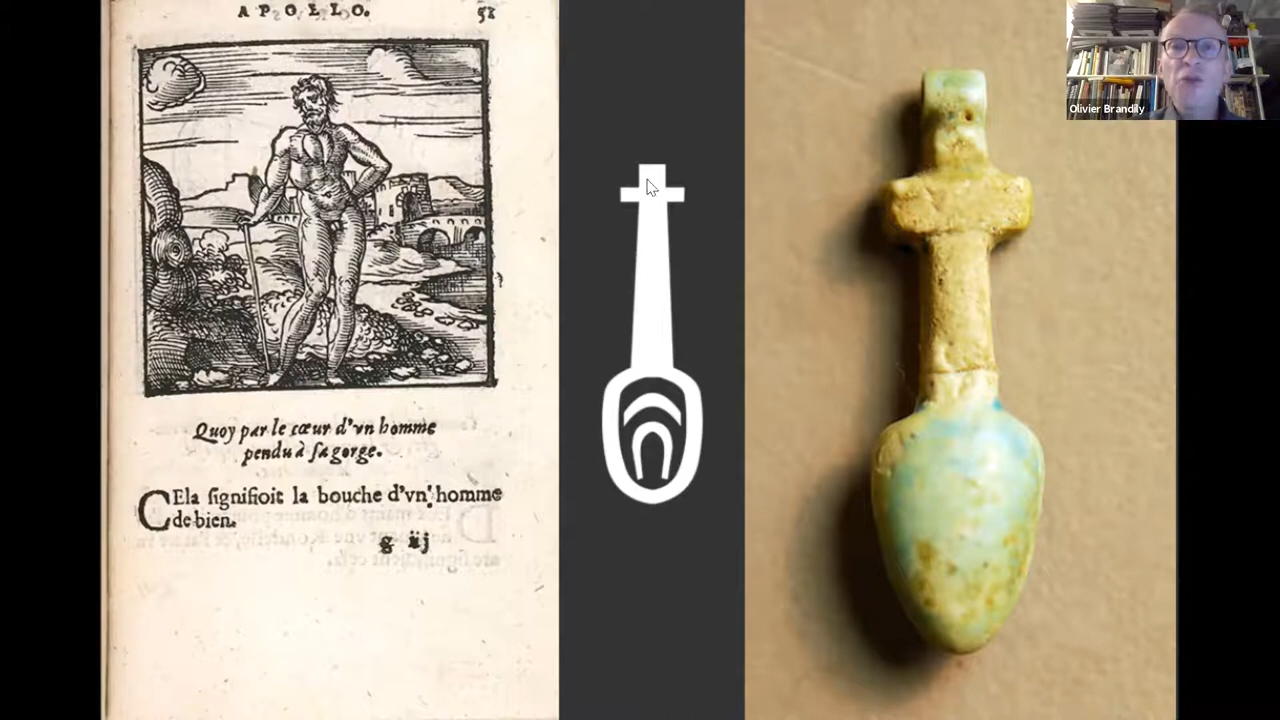 APOLLO.
Quoy par le cœur d'vn homme
pendu à ſa gorge.
CEla ſignifioit la bouche d'vn homme
de bien.
g iij
Olivier Brandily